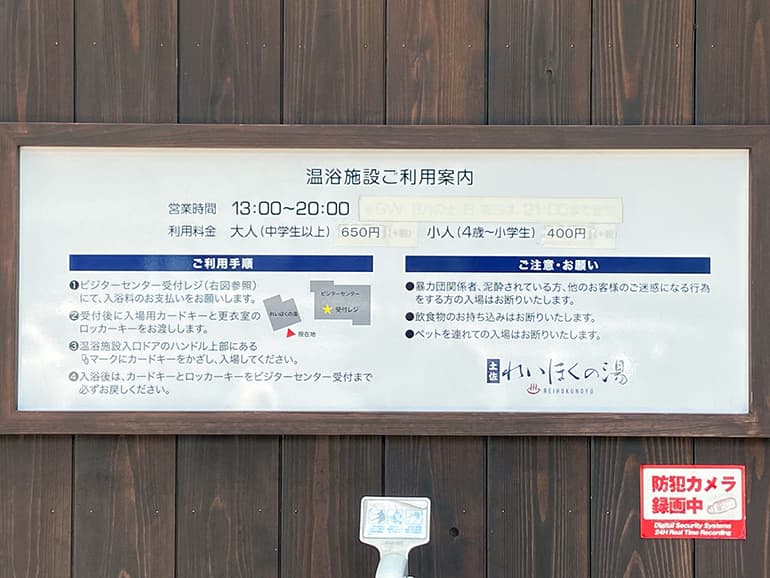 温浴施設ご利用案内
営業時間 13:00〜20:00
利用料金 大人(中学生以上) 650円 小人(4歳〜小学生) 400円
ご利用手順
❶ビジターセンター受付レジ(右図参照)
にて、入浴料のお支払いをお願いします。
❷受付後に入場用カードキーと更衣室の
ロッカーキーをお渡しします。
❸温浴施設入口ドアのハンドル上部にある
マークにカードキーをかざし、入場してください。
❹入浴後は、カードキーとロッカーキーをビジターセンター受付まで
必ずお戻しください。
ビジターセンター
受付レジ
れいほくの湯
現在地
ご注意・お願い
●暴力団関係者、泥酔されている方、他のお客様のご迷惑になる行為
をする方の入場はお断りいたします。
●飲食物のお持ち込みはお断りいたします。
●ペットを連れての入場はお断りいたします。
土佐 れいほくの湯
REIHOKUNOYU
防犯カメラ
録画中
Digital Security Systems
24H Real Time Recording